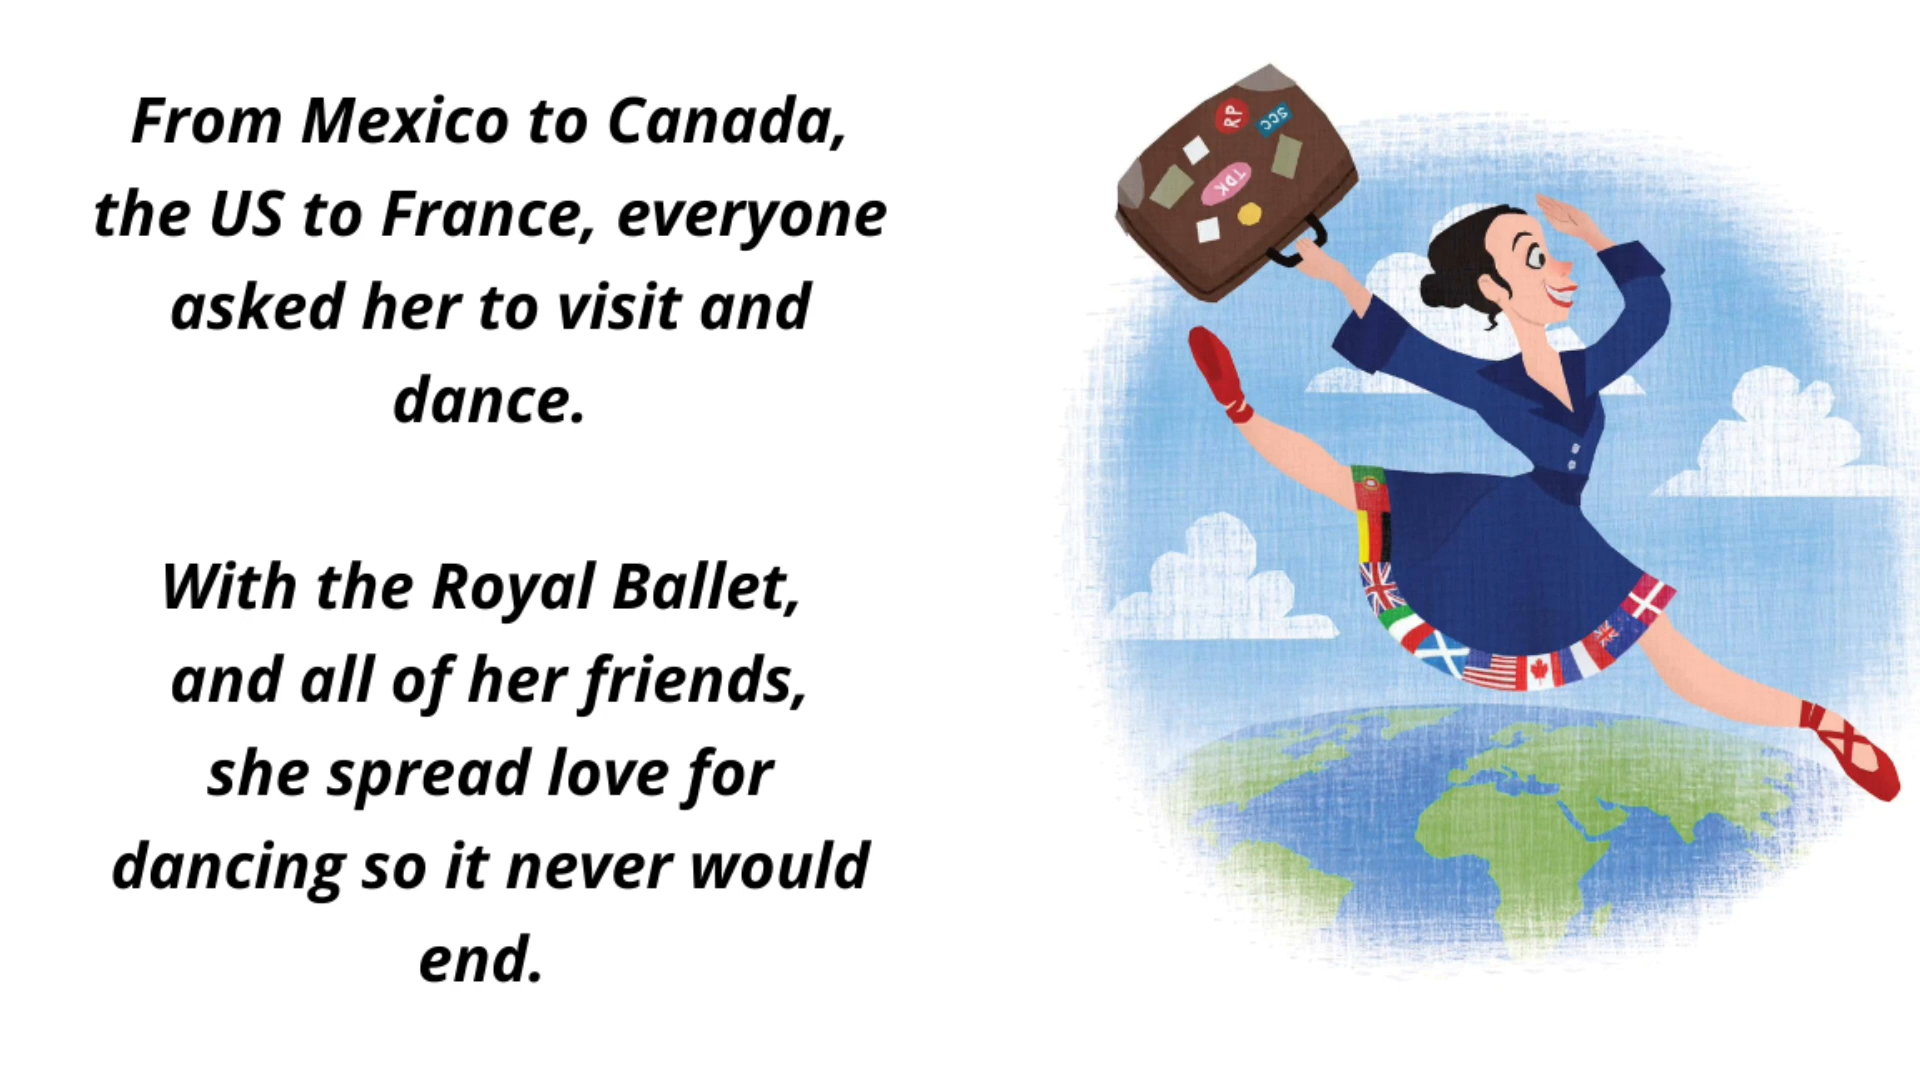 From Mexico to Canada,
the US to France, everyone
asked her to visit and
dance.
With the Royal Ballet,
and all of her friends,
she spread love for
dancing so it never would
end.
RP
SCC
TDK